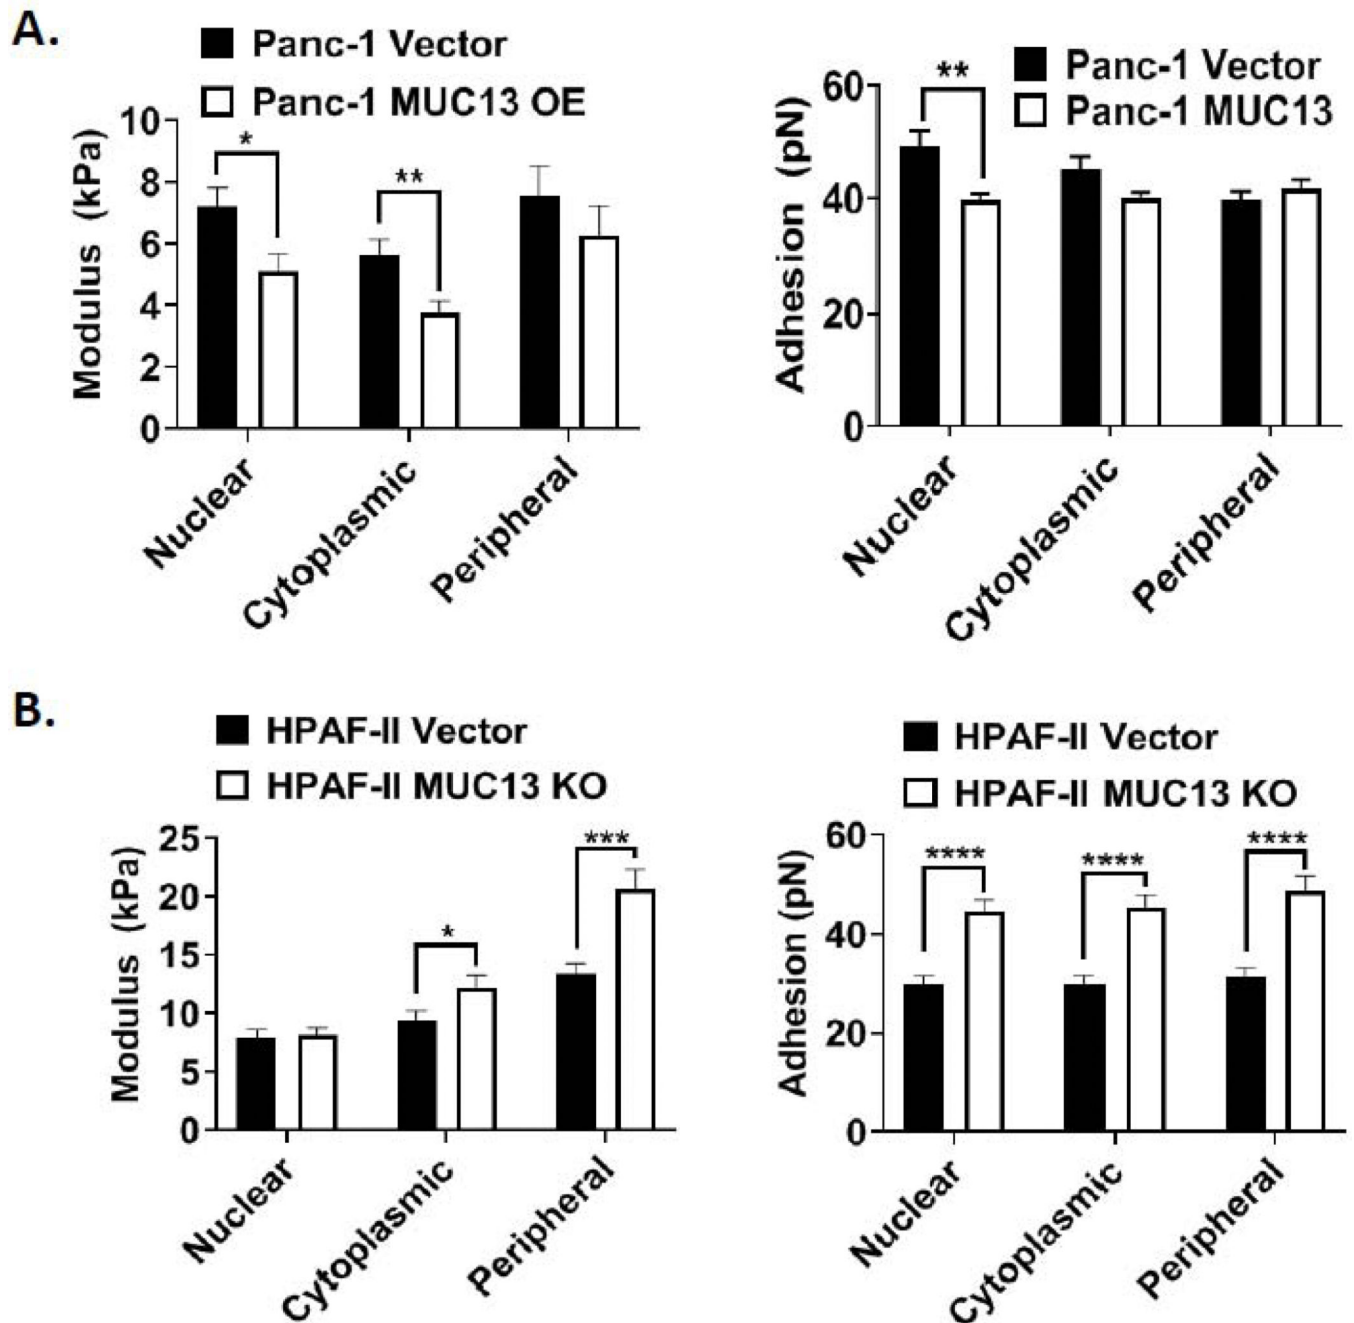 A.
Panc-1 Vector
Panc-1 MUC13 OE
Modulus (kPa)
10
8
6
4
2
0
*
**
Nuclear
Cytoplasmic
Peripheral
Panc-1 Vector
Panc-1 MUC13
Adhesion (pN)
60
40
20
0
**
Nuclear
Cytoplasmic
Peripheral
B.
HPAF-II Vector
HPAF-II MUC13 KO
Modulus (kPa)
25
20
15
10
5
0
*
***
Nuclear
Cytoplasmic
Peripheral
HPAF-II Vector
HPAF-II MUC13 KO
Adhesion (pN)
60
40
20
0
****
****
****
Nuclear
Cytoplasmic
Peripheral